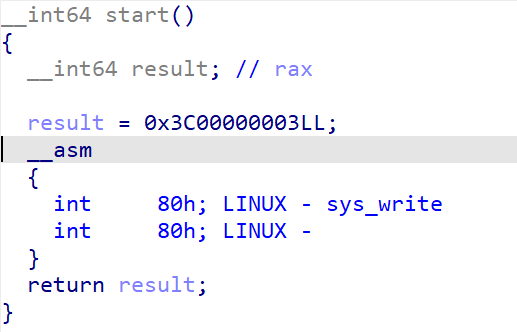 __int64 start()
{
__int64 result; // rax
result = 0x3C00000003LL;
__asm
{
int 80h; LINUX - sys_write
int 80h; LINUX -
}
return result;
}